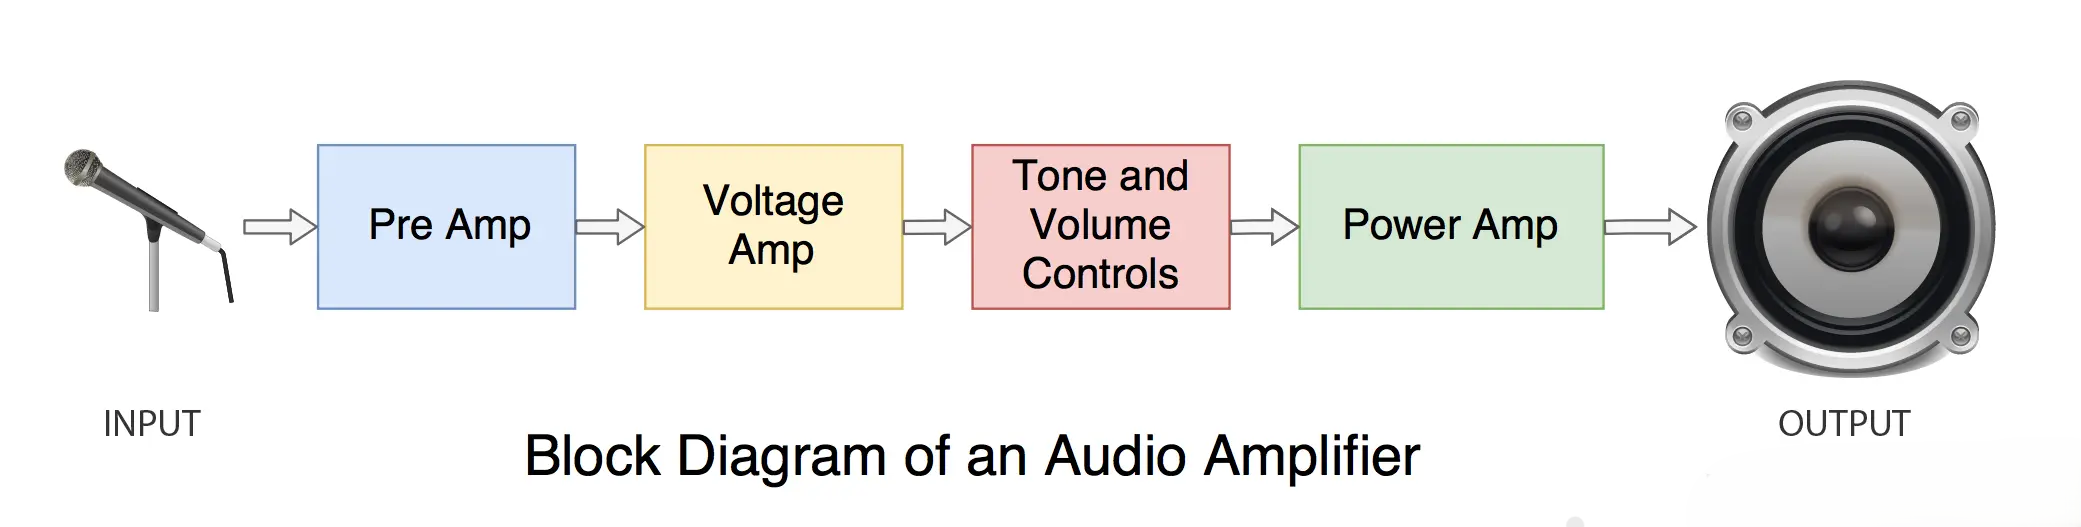 Pre Amp
Voltage
Amp
Tone and
Volume
Controls
Power Amp
INPUT
OUTPUT
Block Diagram of an Audio Amplifier